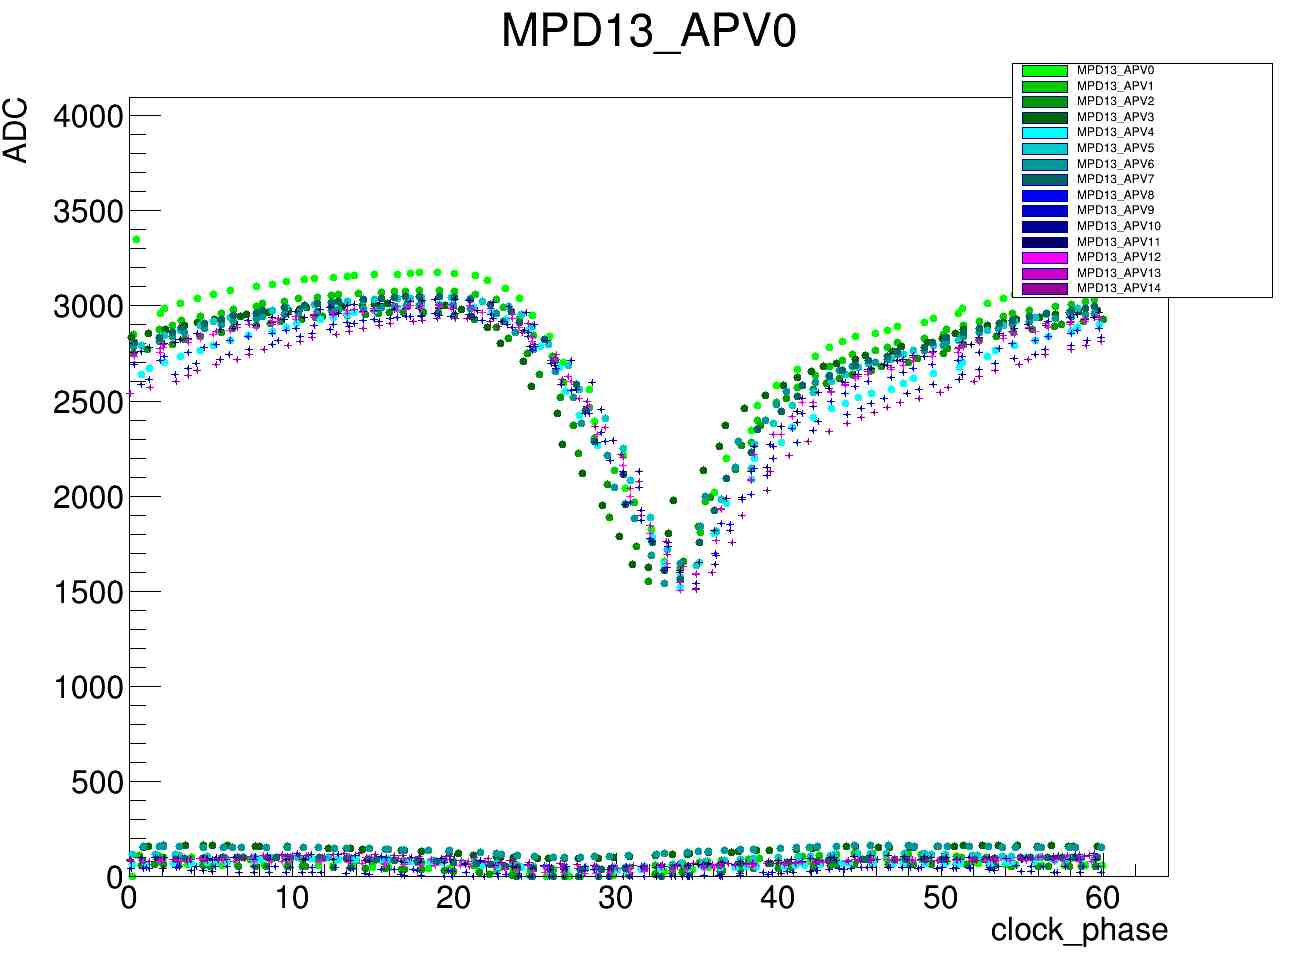 MPD13_APV0
MPD13_APV0
MPD13_APV1
MPD13_APV2
MPD13_APV3
MPD13_APV4
MPD13_APV5
MPD13_APV6
MPD13_APV7
MPD13_APV8
MPD13_APV9
MPD13_APV10
MPD13_APV11
MPD13_APV12
MPD13_APV13
MPD13_APV14
ADC
4000
3500
3000
2500
2000
1500
1000
500
0
0 10 20 30 40 50 60
clock_phase